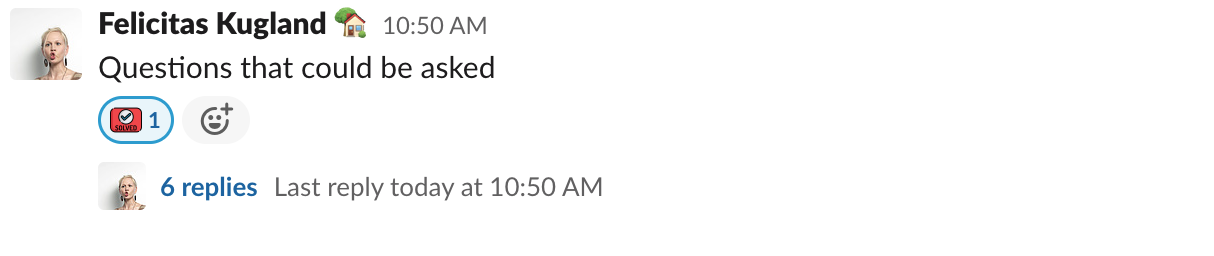 Felicitas Kugland 10:50 AM
Questions that could be asked
SOLVED 1
6 replies Last reply today at 10:50 AM